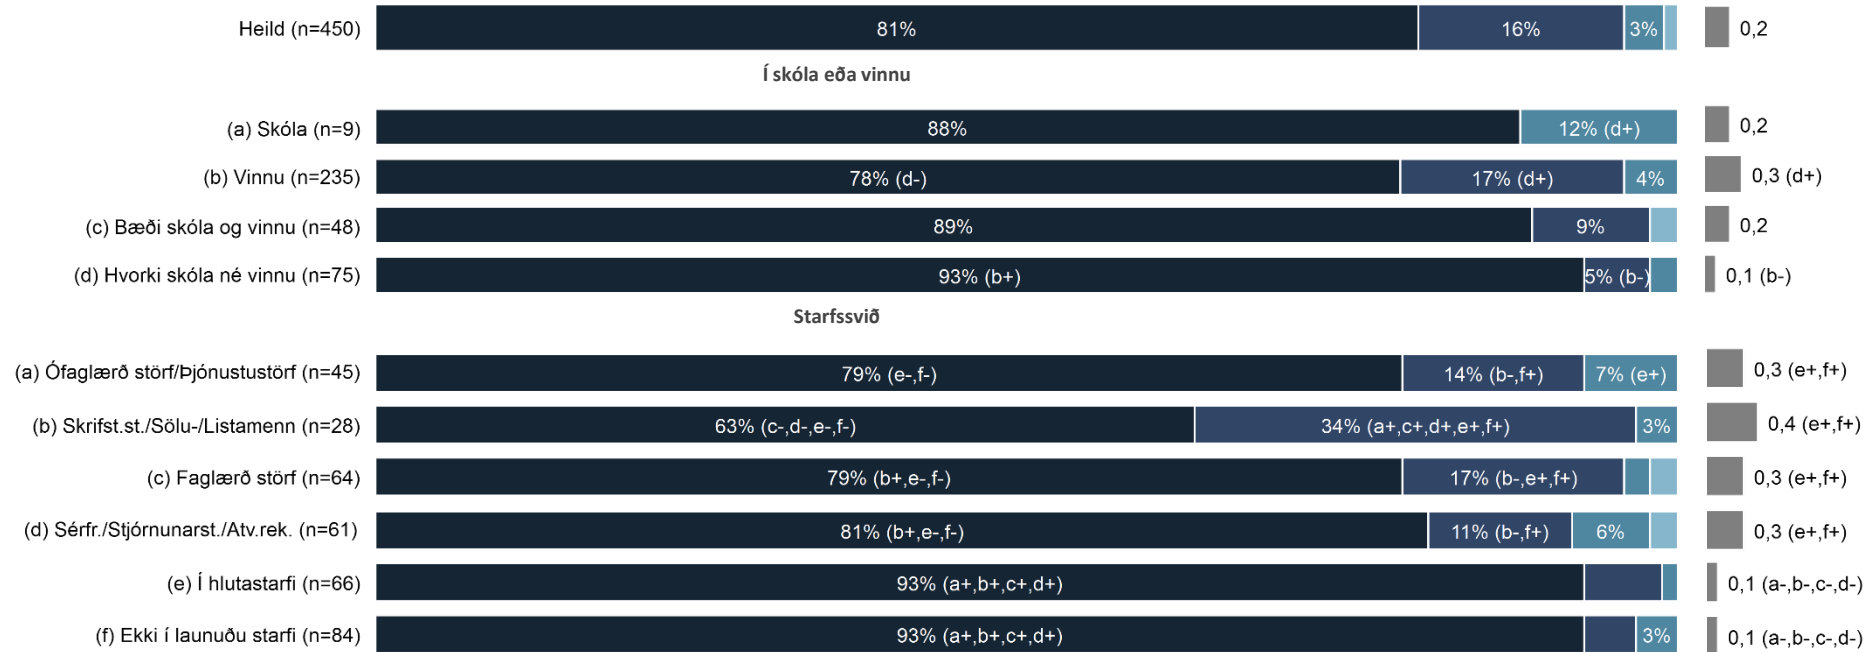 Heild (n=450) 81% 16% 3% 0,2
Í skóla eða vinnu
(a) Skóla (n=9) 88% 12% (d+) 0,2
(b) Vinnu (n=235) 78% (d-) 17% (d+) 4% 0,3 (d+)
(c) Bæði skóla og vinnu (n=48) 89% 9% 0,2
(d) Hvorki skóla né vinnu (n=75) 93% (b+) 5% (b-) 0,1 (b-)
Starfssvið
(a) Ófaglærð störf/Þjónustustörf (n=45) 79% (e-,f-) 14% (b-,f+) 7% (e+) 0,3 (e+,f+)
(b) Skrifst.st./Sölu-/Listamenn (n=28) 63% (c-,d-,e-,f-) 34% (a+,c+,d+,e+,f+) 3% 0,4 (e+,f+)
(c) Faglærð störf (n=64) 79% (b+,e-,f-) 17% (b-,e+,f+) 0,3 (e+,f+)
(d) Sérfr./Stjórnunarst./Atv.rek. (n=61) 81% (b+,e-,f-) 11% (b-,f+) 6% 0,3 (e+,f+)
(e) Í hlutastarfi (n=66) 93% (a+,b+,c+,d+) 0,1 (a-,b-,c-,d-)
(f) Ekki í launuðu starfi (n=84) 93% (a+,b+,c+,d+) 3% 0,1 (a-,b-,c-,d-)